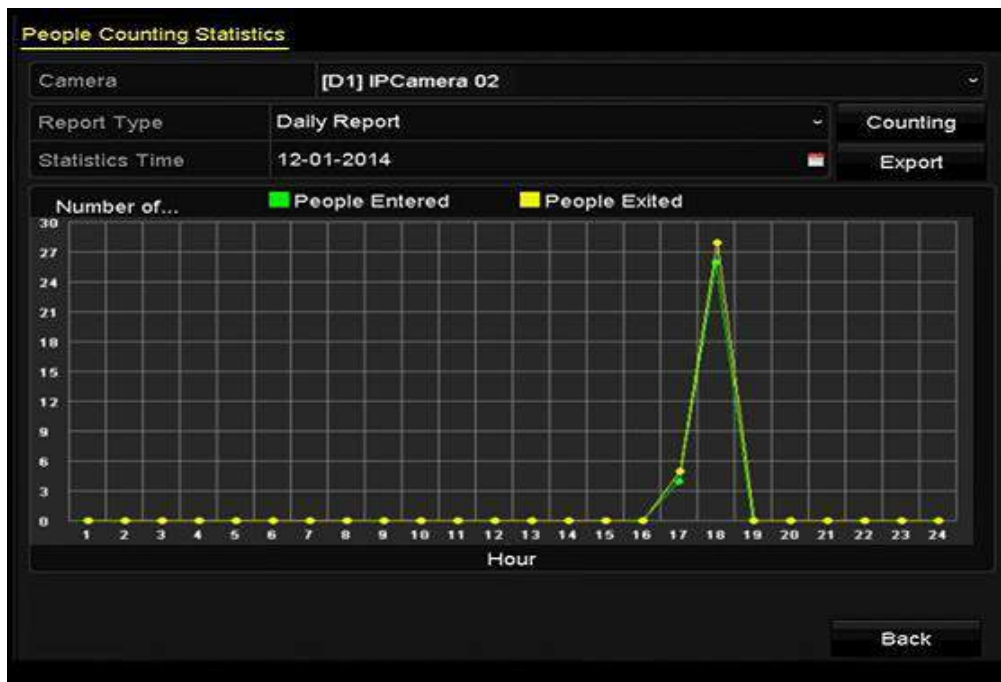 People Counting Statistics
Camera [D1] IPCamera 02
Report Type Daily Report Counting
Statistics Time 12-01-2014 Export
Number of... People Entered People Exited
30
27
24
21
18
15
12
9
6
3
0
1 2 3 4 5 6 7 8 9 10 11 12 13 14 15 16 17 18 19 20 21 22 23 24
Hour
Back